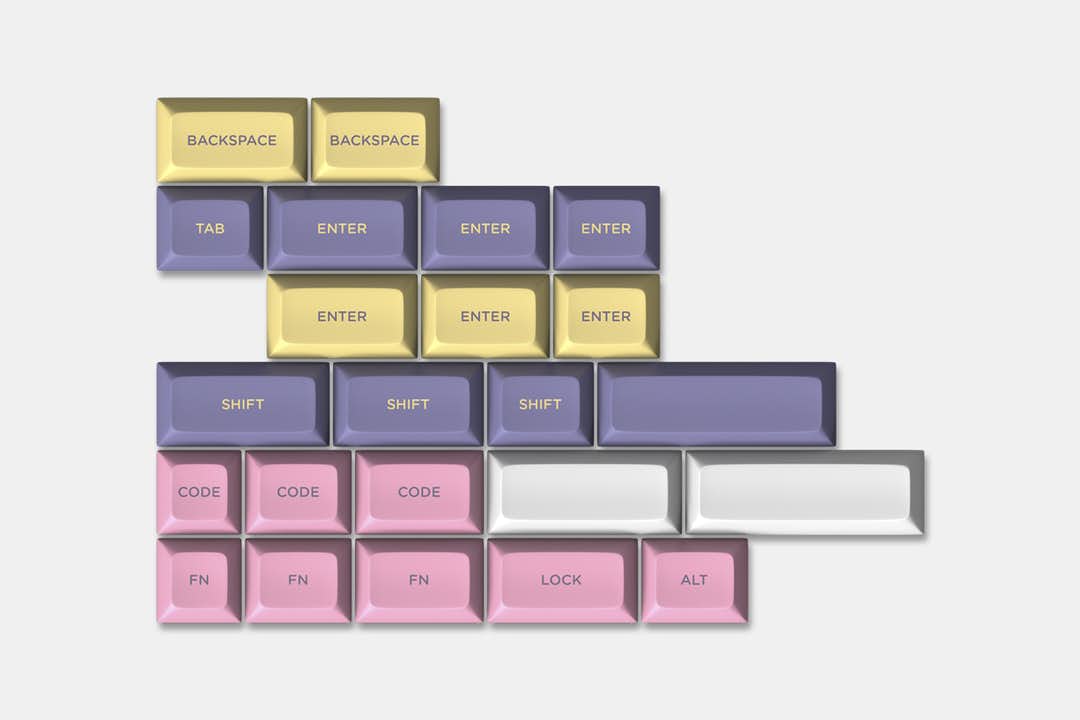 BACKSPACE BACKSPACE
TAB ENTER ENTER ENTER
ENTER ENTER ENTER
SHIFT SHIFT SHIFT
CODE CODE CODE
FN FN FN LOCK ALT